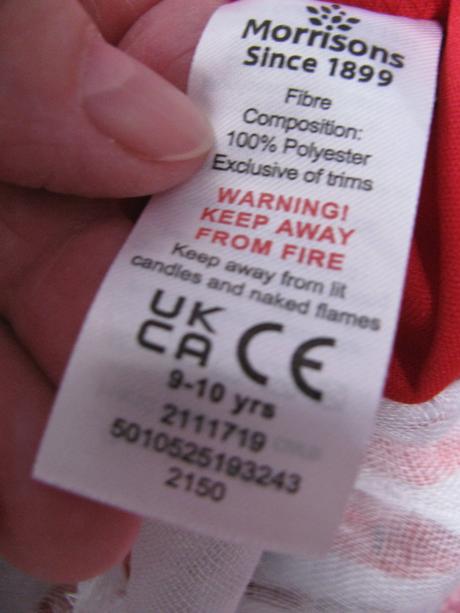 Morrisons
Since 1899
Fibre
Composition:
100% Polyester
Exclusive of trims
WARNING!
KEEP AWAY
FROM FIRE
Keep away from lit
candles and naked flames
UK
CA CE
9-10 yrs
2111719
5010525193243
2150